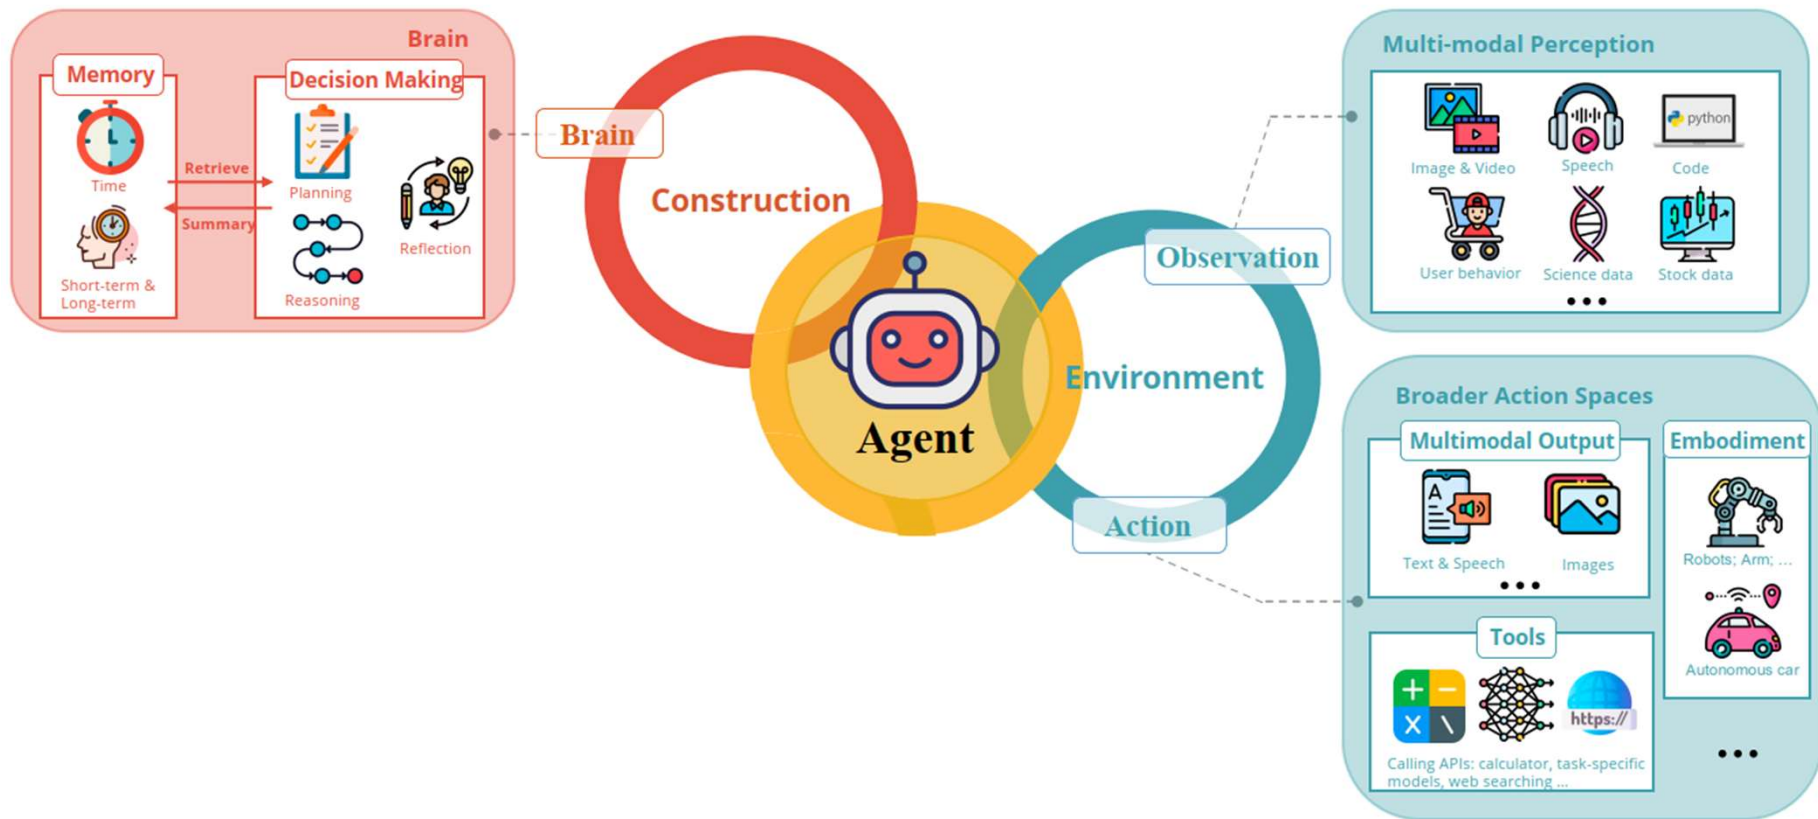 Brain
Memory
Time
Short-term &
Long-term
Retrieve
Summary
Decision Making
Planning
Reasoning
Reflection
Brain
Construction
Agent
Environment
Observation
Action
Multi-modal Perception
Image & Video
Speech
python
Code
User behavior
Science data
Stock data
•••
Broader Action Spaces
Multimodal Output
A
Text & Speech
Images
•••
Embodiment
Robots; Arm; ...
Autonomous car
Tools
+ −
x \
https://
Calling APIs: calculator, task-specific
models, web searching ...
•••